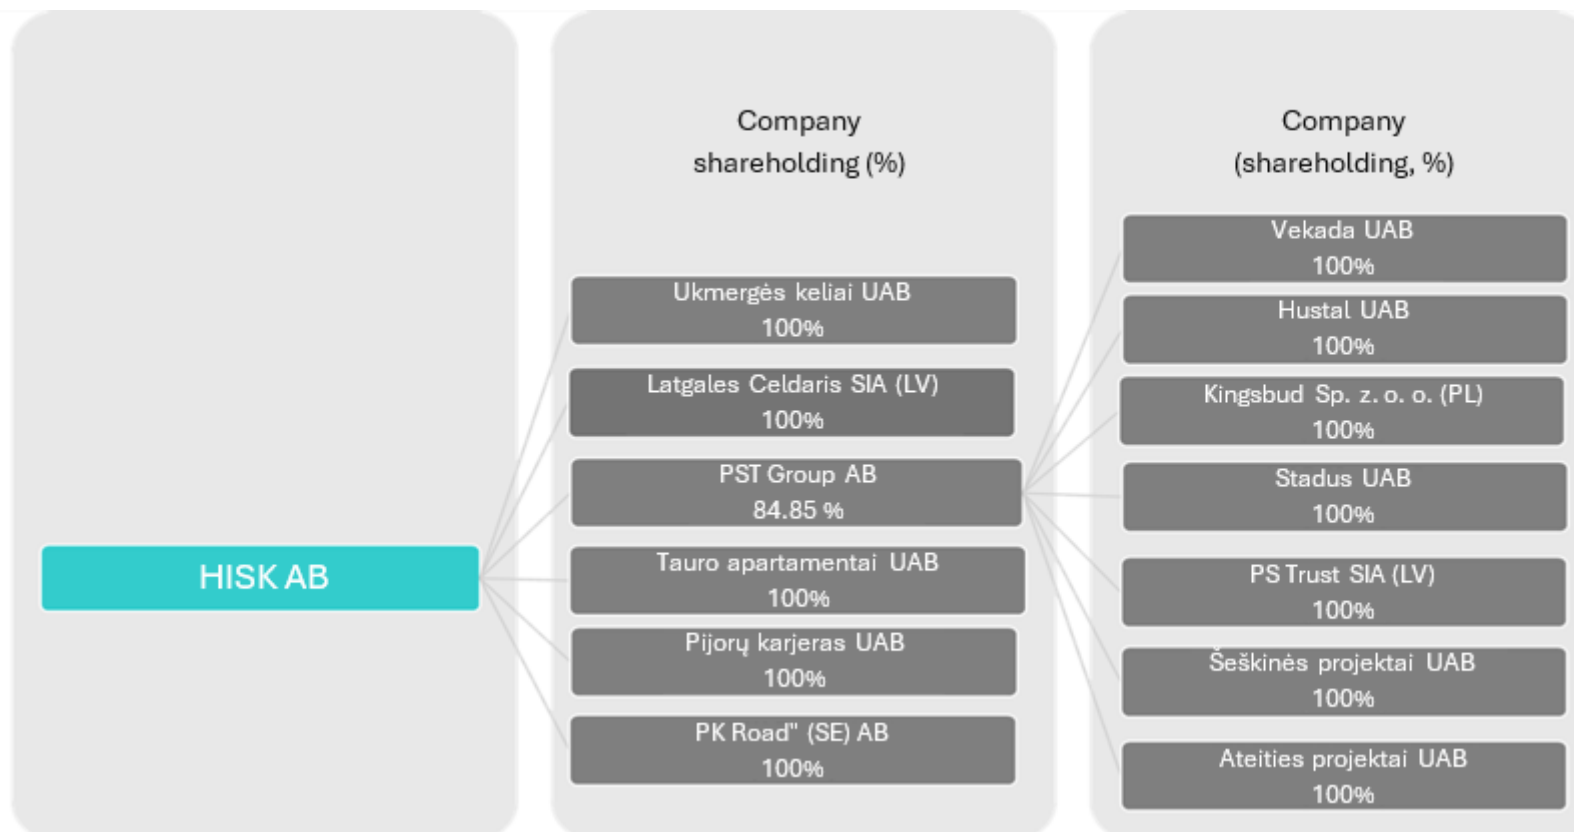 HISK AB
Company
shareholding (%)
Ukmergės keliai UAB
100%
Latgales Celdaris SIA (LV)
100%
PST Group AB
84.85 %
Tauro apartamentai UAB
100%
Pijorų karjeras UAB
100%
PK Road" (SE) AB
100%
Company
(shareholding, %)
Vekada UAB
100%
Hustal UAB
100%
Kingsbud Sp. z. o. o. (PL)
100%
Stadus UAB
100%
PS Trust SIA (LV)
100%
Šeškinės projektai UAB
100%
Ateities projektai UAB
100%